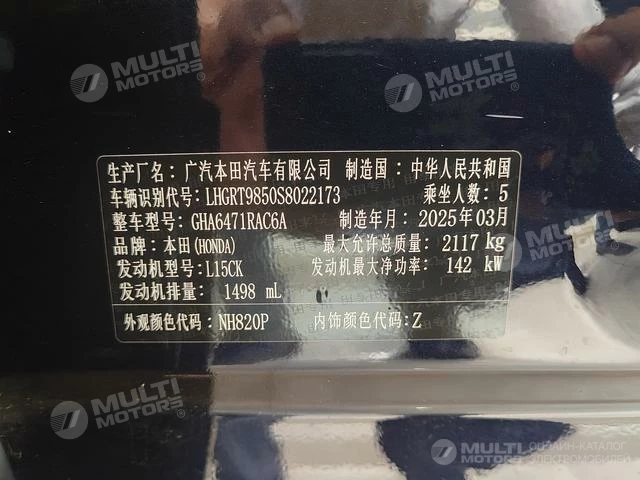 MULTI MOTORS®
MULTI MOTORS®
生产厂名：广汽本田汽车有限公司 制造国：中华人民共和国
车辆识别代号：LHGRT9850S8022173 乘坐人数：5
整车型号：GHA6471RAC6A 制造年月：2025年03月
品牌：本田(HONDA) 最大允许总质量：2117kg
发动机型号：L15CK 发动机最大净功率：142 kW
发动机排量：1498 mL
外观颜色代码：NH820P 内饰颜色代码：Z
MULTI MOTORS®
MULTI MOTORS®
MULTI MOTORS ОНЛАЙН-КАТАЛОГ ЭЛЕКТРОМОБИЛЕЙ